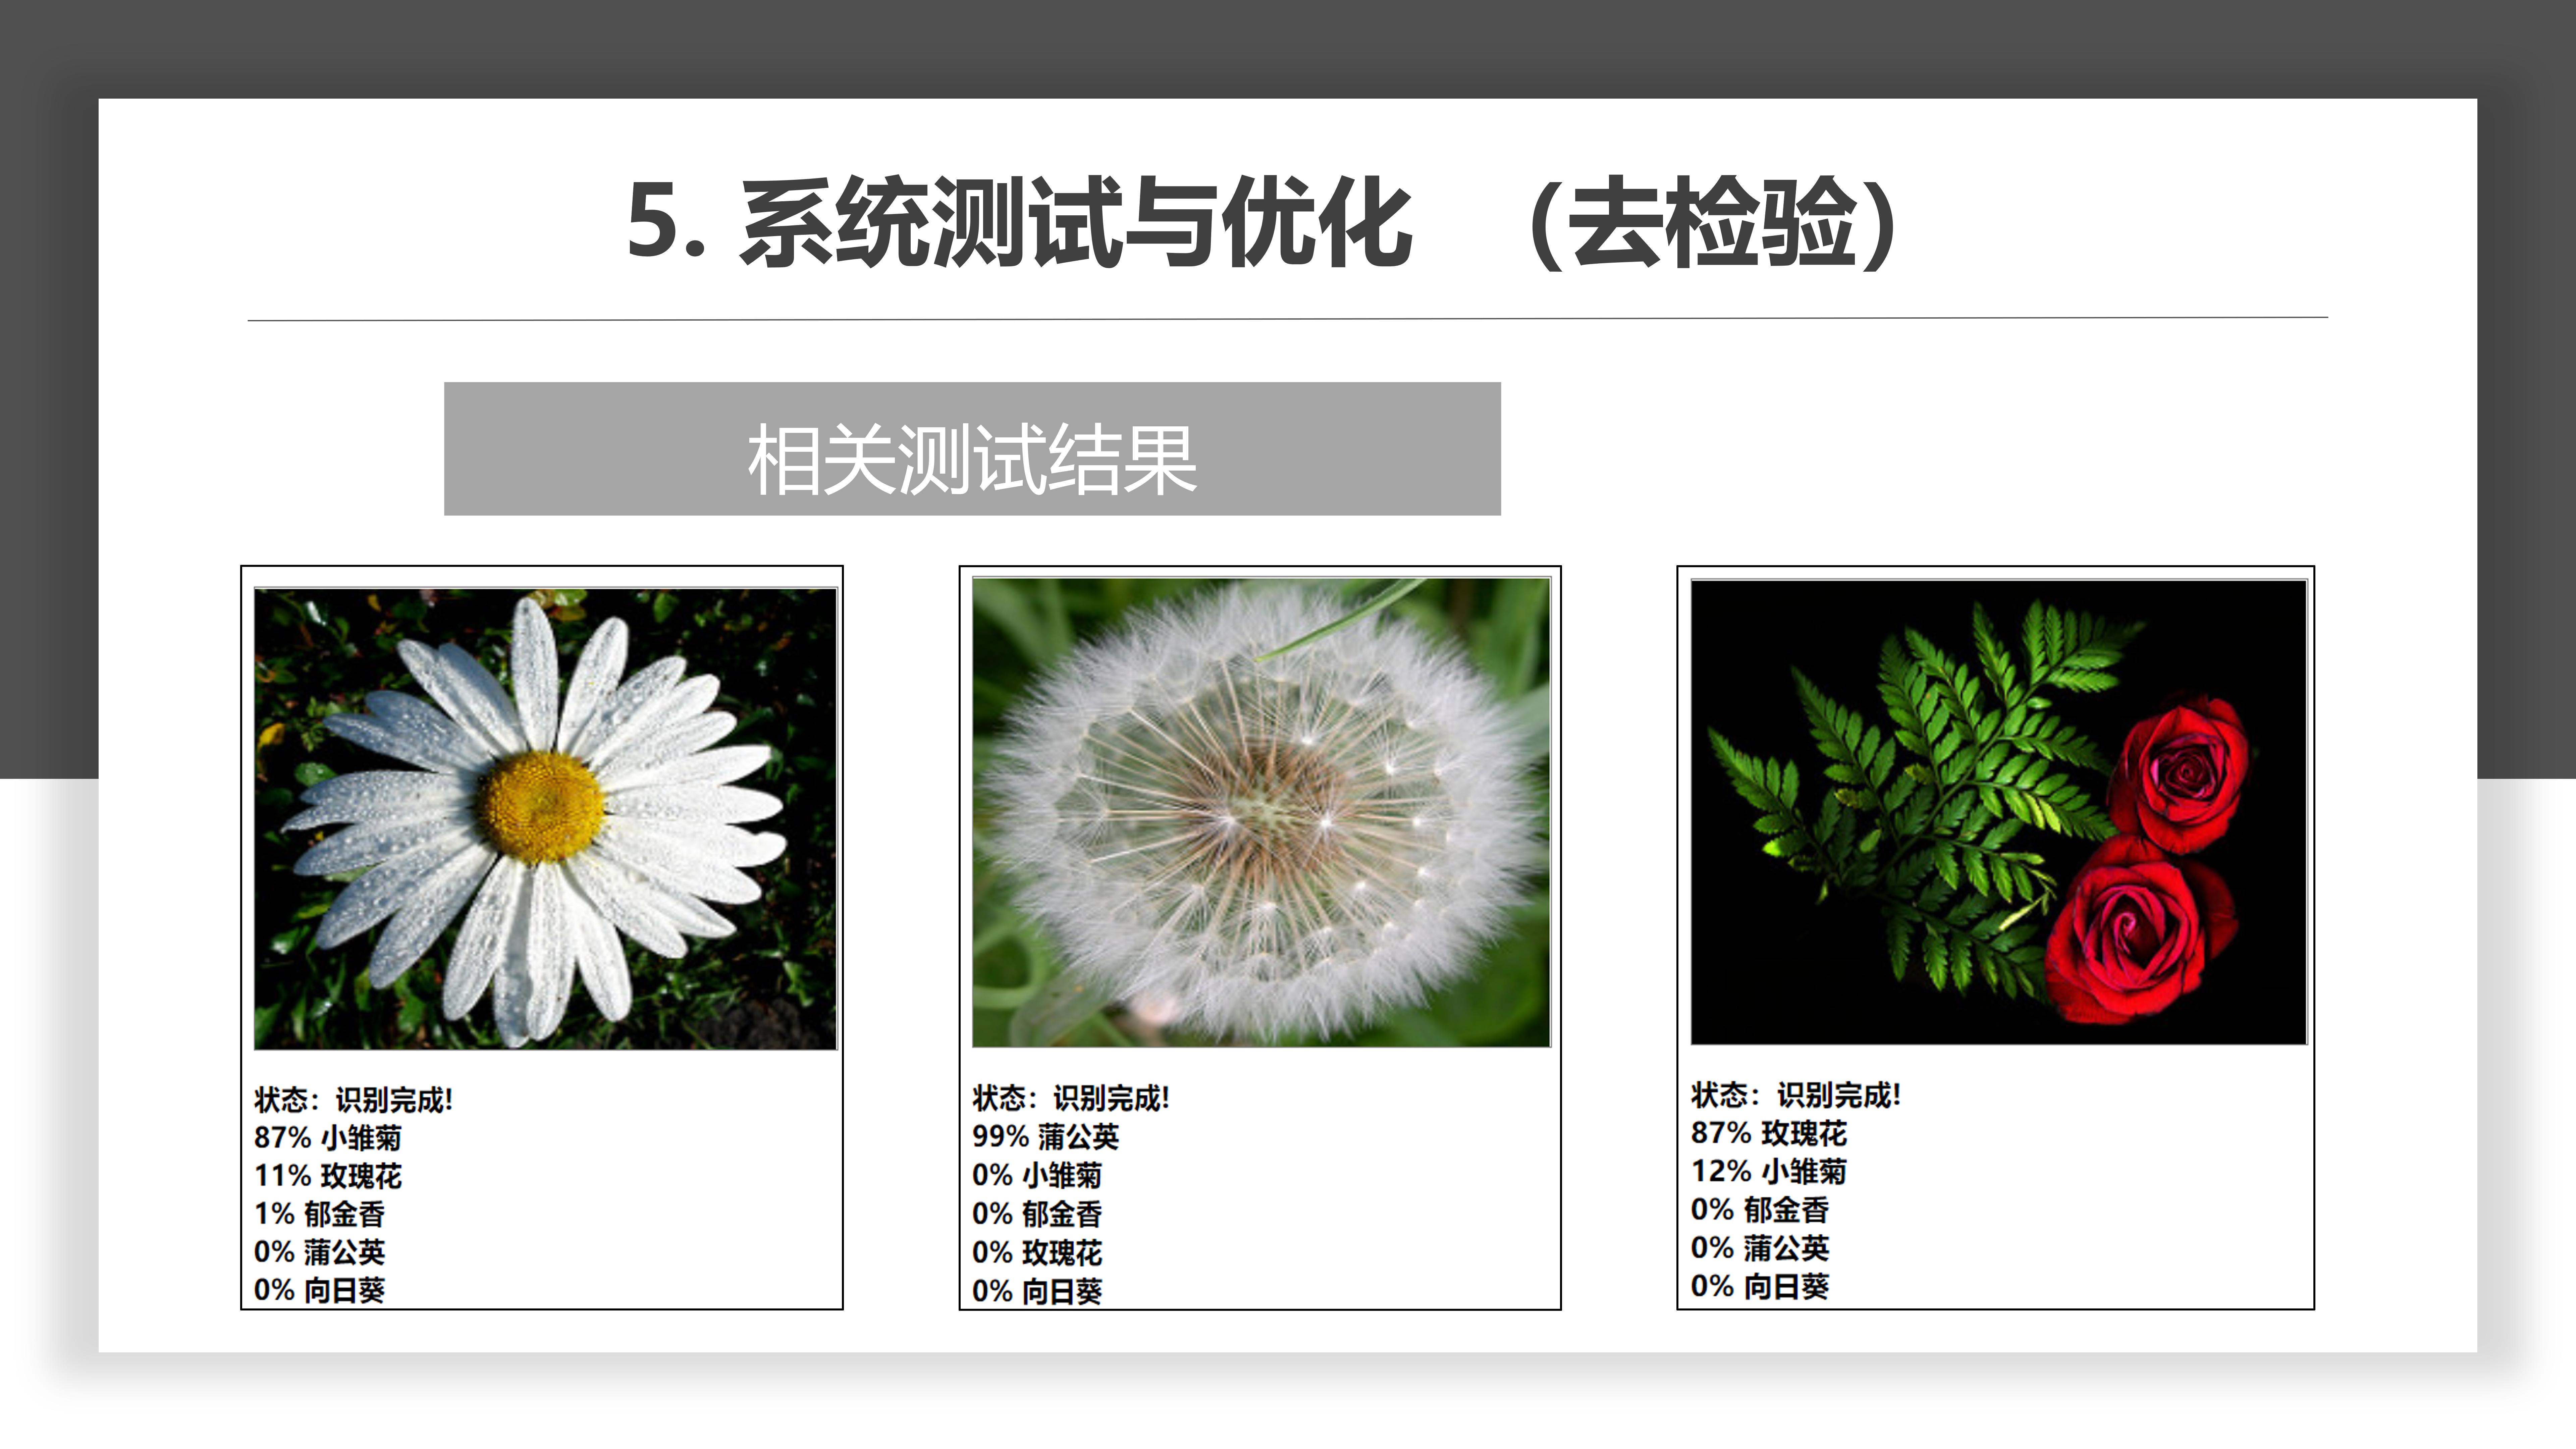 5. 系统测试与优化 （去检验）
相关测试结果
状态：识别完成!
87% 小雏菊
11% 玫瑰花
1% 郁金香
0% 蒲公英
0% 向日葵
状态：识别完成!
99% 蒲公英
0% 小雏菊
0% 郁金香
0% 玫瑰花
0% 向日葵
状态：识别完成!
87% 玫瑰花
12% 小雏菊
0% 郁金香
0% 蒲公英
0% 向日葵